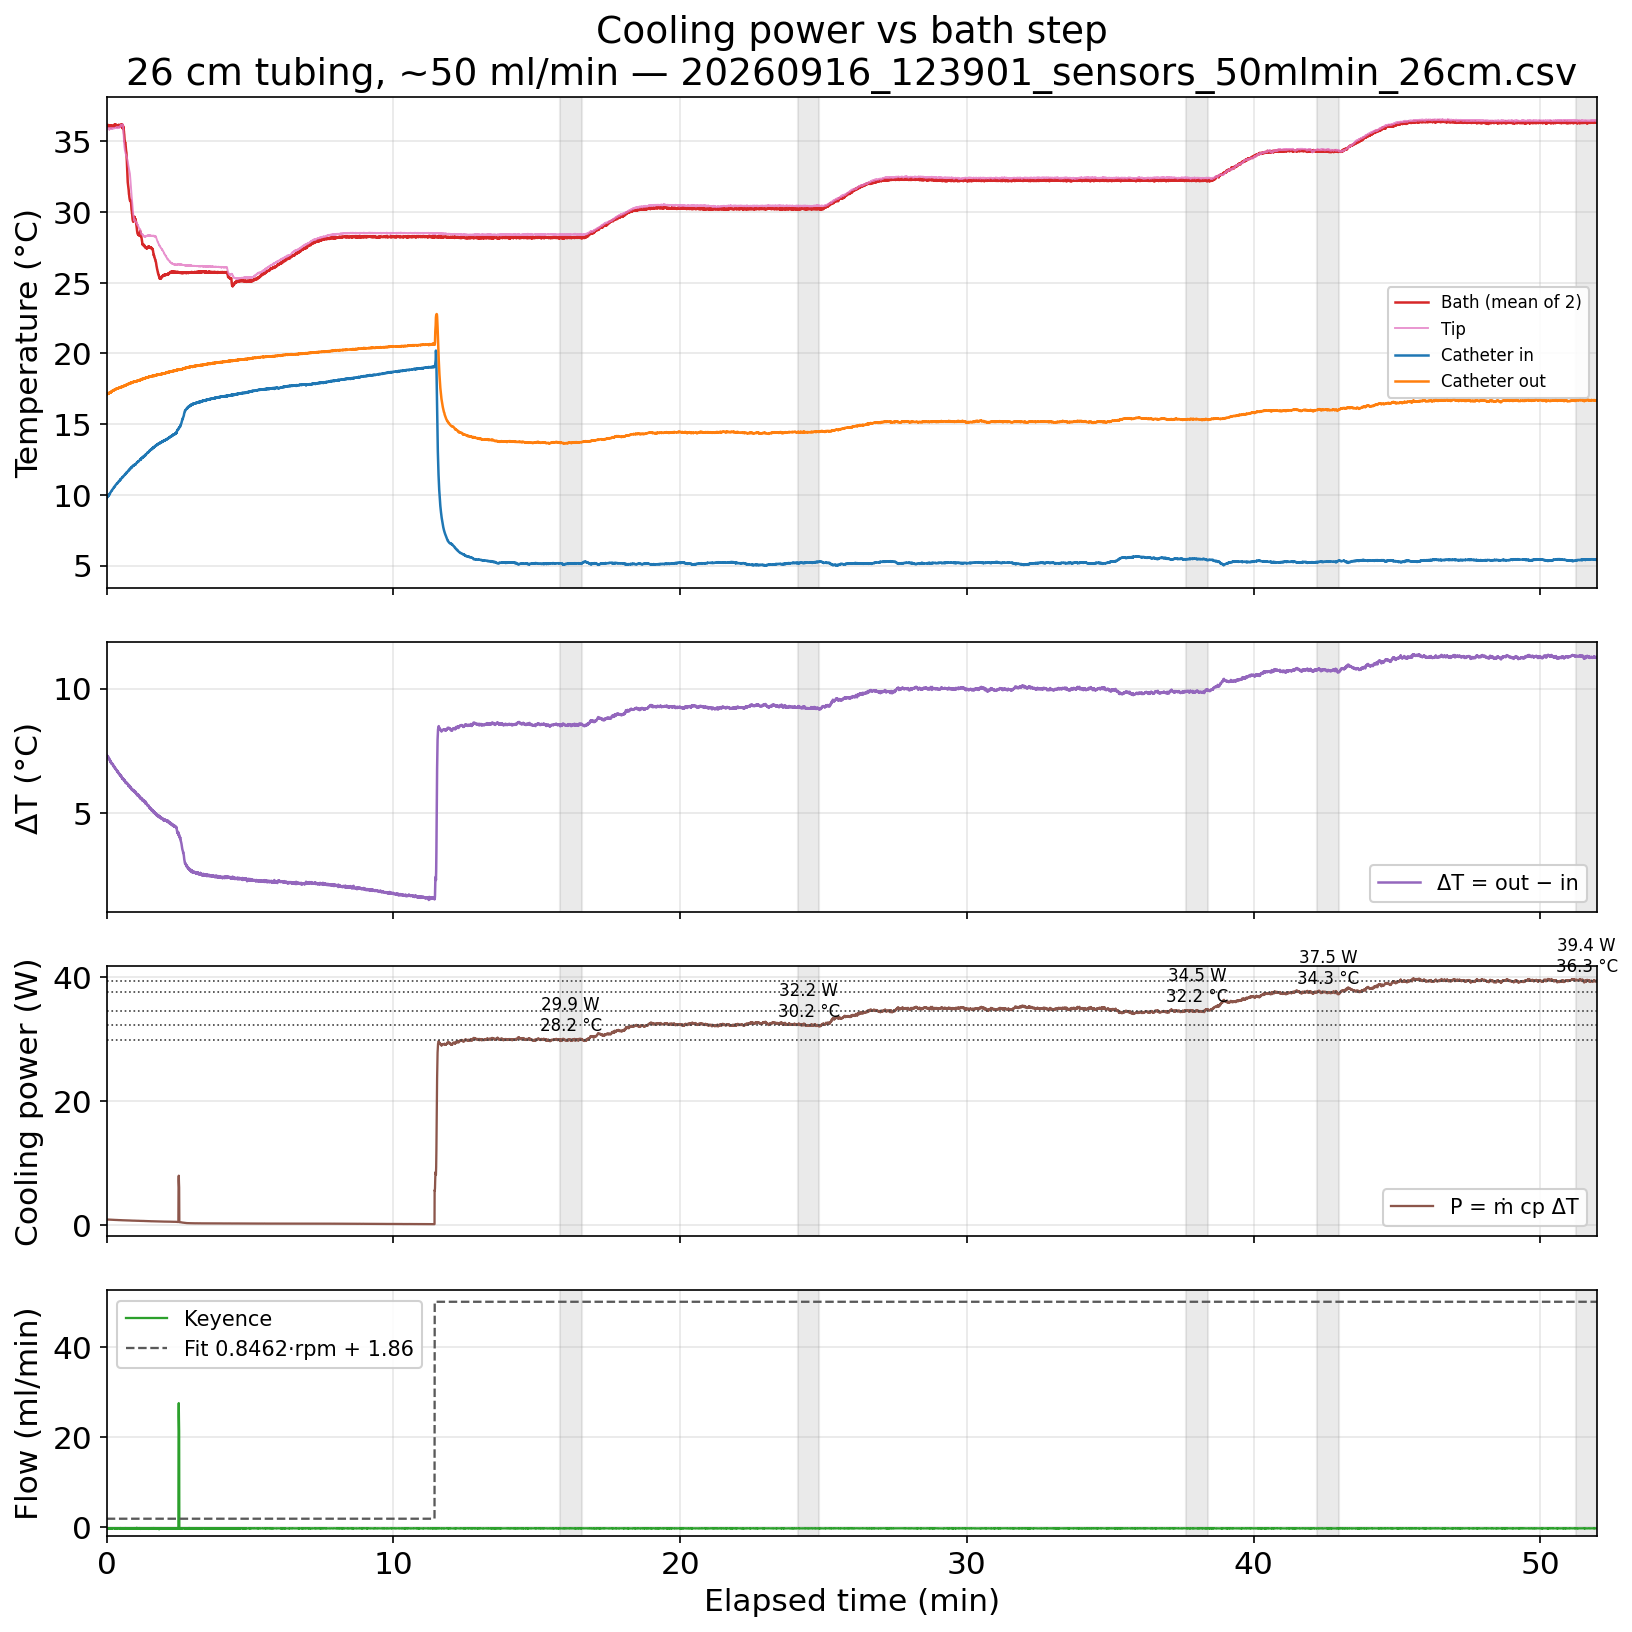 Cooling power vs bath step
26 cm tubing, ~50 ml/min — 20260916_123901_sensors_50mlmin_26cm.csv
Temperature (°C)
35
30
25
20
15
10
5
Bath (mean of 2)
Tip
Catheter in
Catheter out
ΔT (°C)
10
5
ΔT = out − in
Cooling power (W)
40
20
0
29.9 W
28.2 °C
32.2 W
30.2 °C
34.5 W
32.2 °C
37.5 W
34.3 °C
39.4 W
36.3 °C
P = ṁ cp ΔT
Flow (ml/min)
40
20
0
Keyence
Fit 0.8462·rpm + 1.86
0
10
20
30
40
50
Elapsed time (min)